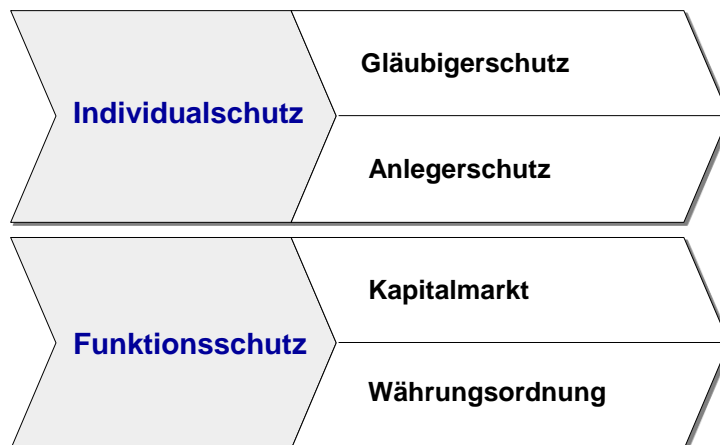 Individualschutz
Gläubigerschutz
Anlegerschutz
Funktionsschutz
Kapitalmarkt
Währungsordnung